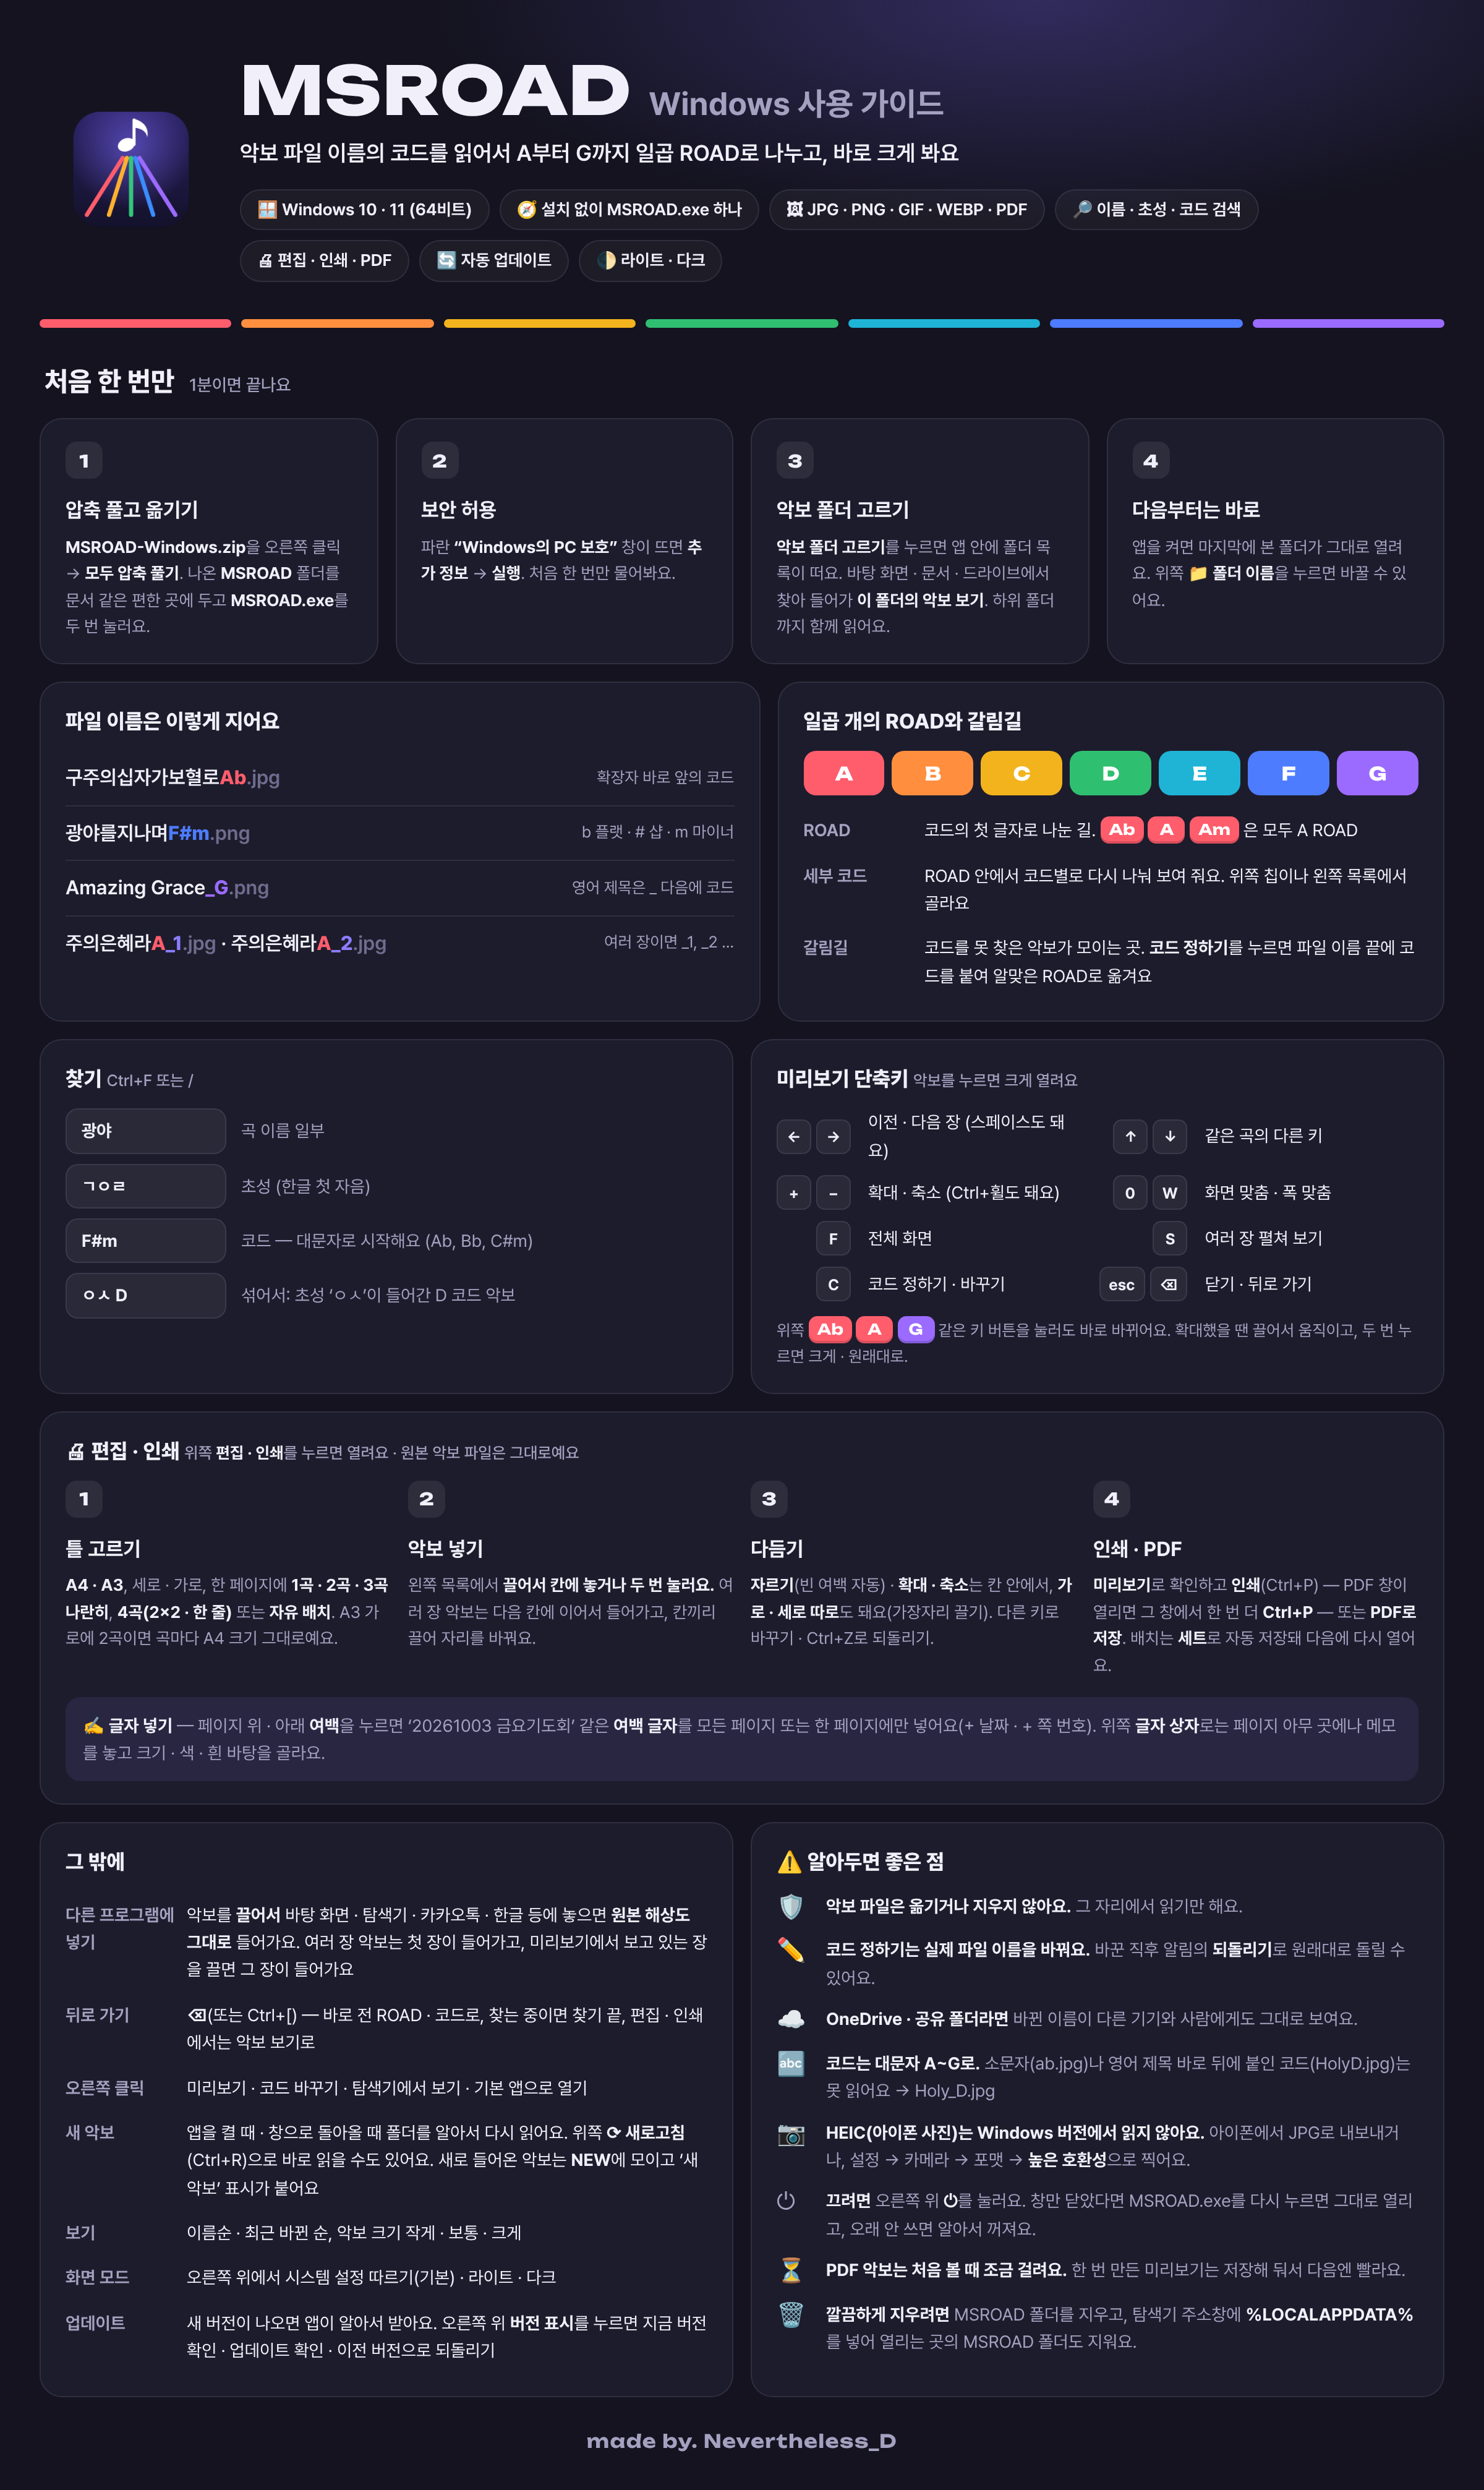 MSROAD Windows 사용 가이드
악보 파일 이름의 코드를 읽어서 A부터 G까지 일곱 ROAD로 나누고, 바로 크게 봐요
🪟 Windows 10 · 11 (64비트)
🧭 설치 없이 MSROAD.exe 하나
🖼 JPG · PNG · GIF · WEBP · PDF
🔎 이름 · 초성 · 코드 검색
🖨 편집 · 인쇄 · PDF
🔄 자동 업데이트
🌓 라이트 · 다크
처음 한 번만 1분이면 끝나요
1
압축 풀고 옮기기
MSROAD-Windows.zip을 오른쪽 클릭
→ 모두 압축 풀기. 나온 MSROAD 폴더를
문서 같은 편한 곳에 두고 MSROAD.exe를
두 번 눌러요.
2
보안 허용
파란 “Windows의 PC 보호” 창이 뜨면 추
가 정보 → 실행. 처음 한 번만 물어봐요.
3
악보 폴더 고르기
악보 폴더 고르기를 누르면 앱 안에 폴더 목
록이 떠요. 바탕 화면 · 문서 · 드라이브에서
찾아 들어가 이 폴더의 악보 보기. 하위 폴더
까지 함께 읽어요.
4
다음부터는 바로
앱을 켜면 마지막에 본 폴더가 그대로 열려
요. 위쪽 📁 폴더 이름을 누르면 바꿀 수 있
어요.
파일 이름은 이렇게 지어요
구주의십자가보혈로Ab.jpg 확장자 바로 앞의 코드
광야를지나며F#m.png b 플랫 · # 샵 · m 마이너
Amazing Grace_G.png 영어 제목은 _ 다음에 코드
주의은혜라A_1.jpg · 주의은혜라A_2.jpg 여러 장이면 _1, _2 ...
일곱 개의 ROAD와 갈림길
A B C D E F G
ROAD 코드의 첫 글자로 나눈 길. Ab A Am 은 모두 A ROAD
세부 코드 ROAD 안에서 코드별로 다시 나눠 보여 줘요. 위쪽 칩이나 왼쪽 목록에서
골라요
갈림길 코드를 못 찾은 악보가 모이는 곳. 코드 정하기를 누르면 파일 이름 끝에 코
드를 붙여 알맞은 ROAD로 옮겨요
찾기 Ctrl+F 또는 /
광야 곡 이름 일부
ㄱㅇㄹ 초성 (한글 첫 자음)
F#m 코드 — 대문자로 시작해요 (Ab, Bb, C#m)
ㅇㅅ D 섞어서: 초성 ‘ㅇㅅ’이 들어간 D 코드 악보
미리보기 단축키 악보를 누르면 크게 열려요
← → 이전 · 다음 장 (스페이스도 돼
요)
↑ ↓ 같은 곡의 다른 키
+ − 확대 · 축소 (Ctrl+휠도 돼요)
0 W 화면 맞춤 · 폭 맞춤
F 전체 화면
S 여러 장 펼쳐 보기
C 코드 정하기 · 바꾸기
esc ⌫ 닫기 · 뒤로 가기
위쪽 Ab A G 같은 키 버튼을 눌러도 바로 바뀌어요. 확대했을 땐 끌어서 움직이고, 두 번 누
르면 크게 · 원래대로.
🖨 편집 · 인쇄 위쪽 편집 · 인쇄를 누르면 열려요 · 원본 악보 파일은 그대로예요
1
틀 고르기
A4 · A3, 세로 · 가로, 한 페이지에 1곡 · 2곡 · 3곡
나란히, 4곡(2×2 · 한 줄) 또는 자유 배치. A3 가
로에 2곡이면 곡마다 A4 크기 그대로예요.
2
악보 넣기
왼쪽 목록에서 끌어서 칸에 놓거나 두 번 눌러요. 여
러 장 악보는 다음 칸에 이어서 들어가고, 칸끼리
끌어 자리를 바꿔요.
3
다듬기
자르기(빈 여백 자동) · 확대 · 축소는 칸 안에서, 가
로 · 세로 따로도 돼요(가장자리 끌기). 다른 키로
바꾸기 · Ctrl+Z로 되돌리기.
4
인쇄 · PDF
미리보기로 확인하고 인쇄(Ctrl+P) — PDF 창이
열리면 그 창에서 한 번 더 Ctrl+P — 또는 PDF로
저장. 배치는 세트로 자동 저장돼 다음에 다시 열어
요.
✍️ 글자 넣기 — 페이지 위 · 아래 여백을 누르면 ‘20261003 금요기도회’ 같은 여백 글자를 모든 페이지 또는 한 페이지에만 넣어요(+ 날짜 · + 쪽 번호). 위쪽 글자 상자로는 페이지 아무 곳에나 메모
를 놓고 크기 · 색 · 흰 바탕을 골라요.
그 밖에
다른 프로그램에
넣기
악보를 끌어서 바탕 화면 · 탐색기 · 카카오톡 · 한글 등에 놓으면 원본 해상도
그대로 들어가요. 여러 장 악보는 첫 장이 들어가고, 미리보기에서 보고 있는 장
을 끌면 그 장이 들어가요
뒤로 가기 ⌫(또는 Ctrl+[) — 바로 전 ROAD · 코드로, 찾는 중이면 찾기 끝, 편집 · 인쇄
에서는 악보 보기로
오른쪽 클릭 미리보기 · 코드 바꾸기 · 탐색기에서 보기 · 기본 앱으로 열기
새 악보 앱을 켤 때 · 창으로 돌아올 때 폴더를 알아서 다시 읽어요. 위쪽 ⟳ 새로고침
(Ctrl+R)으로 바로 읽을 수도 있어요. 새로 들어온 악보는 NEW에 모이고 ‘새
악보’ 표시가 붙어요
보기 이름순 · 최근 바뀐 순, 악보 크기 작게 · 보통 · 크게
화면 모드 오른쪽 위에서 시스템 설정 따르기(기본) · 라이트 · 다크
업데이트 새 버전이 나오면 앱이 알아서 받아요. 오른쪽 위 버전 표시를 누르면 지금 버전
확인 · 업데이트 확인 · 이전 버전으로 되돌리기
⚠️ 알아두면 좋은 점
🛡️ 악보 파일은 옮기거나 지우지 않아요. 그 자리에서 읽기만 해요.
✏️ 코드 정하기는 실제 파일 이름을 바꿔요. 바꾼 직후 알림의 되돌리기로 원래대로 돌릴 수
있어요.
☁️ OneDrive · 공유 폴더라면 바뀐 이름이 다른 기기와 사람에게도 그대로 보여요.
🔤 코드는 대문자 A~G로. 소문자(ab.jpg)나 영어 제목 바로 뒤에 붙인 코드(HolyD.jpg)는
못 읽어요 → Holy_D.jpg
📷 HEIC(아이폰 사진)는 Windows 버전에서 읽지 않아요. 아이폰에서 JPG로 내보내거
나, 설정 → 카메라 → 포맷 → 높은 호환성으로 찍어요.
⏻ 끄려면 오른쪽 위 ⏻를 눌러요. 창만 닫았다면 MSROAD.exe를 다시 누르면 그대로 열리
고, 오래 안 쓰면 알아서 꺼져요.
⏳ PDF 악보는 처음 볼 때 조금 걸려요. 한 번 만든 미리보기는 저장해 둬서 다음엔 빨라요.
🗑️ 깔끔하게 지우려면 MSROAD 폴더를 지우고, 탐색기 주소창에 %LOCALAPPDATA%
를 넣어 열리는 곳의 MSROAD 폴더도 지워요.
made by. Nevertheless_D